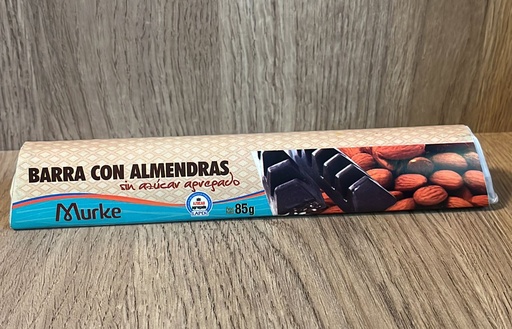 BARRA CON ALMENDRAS
sin azúcar agregado
Murke
85g